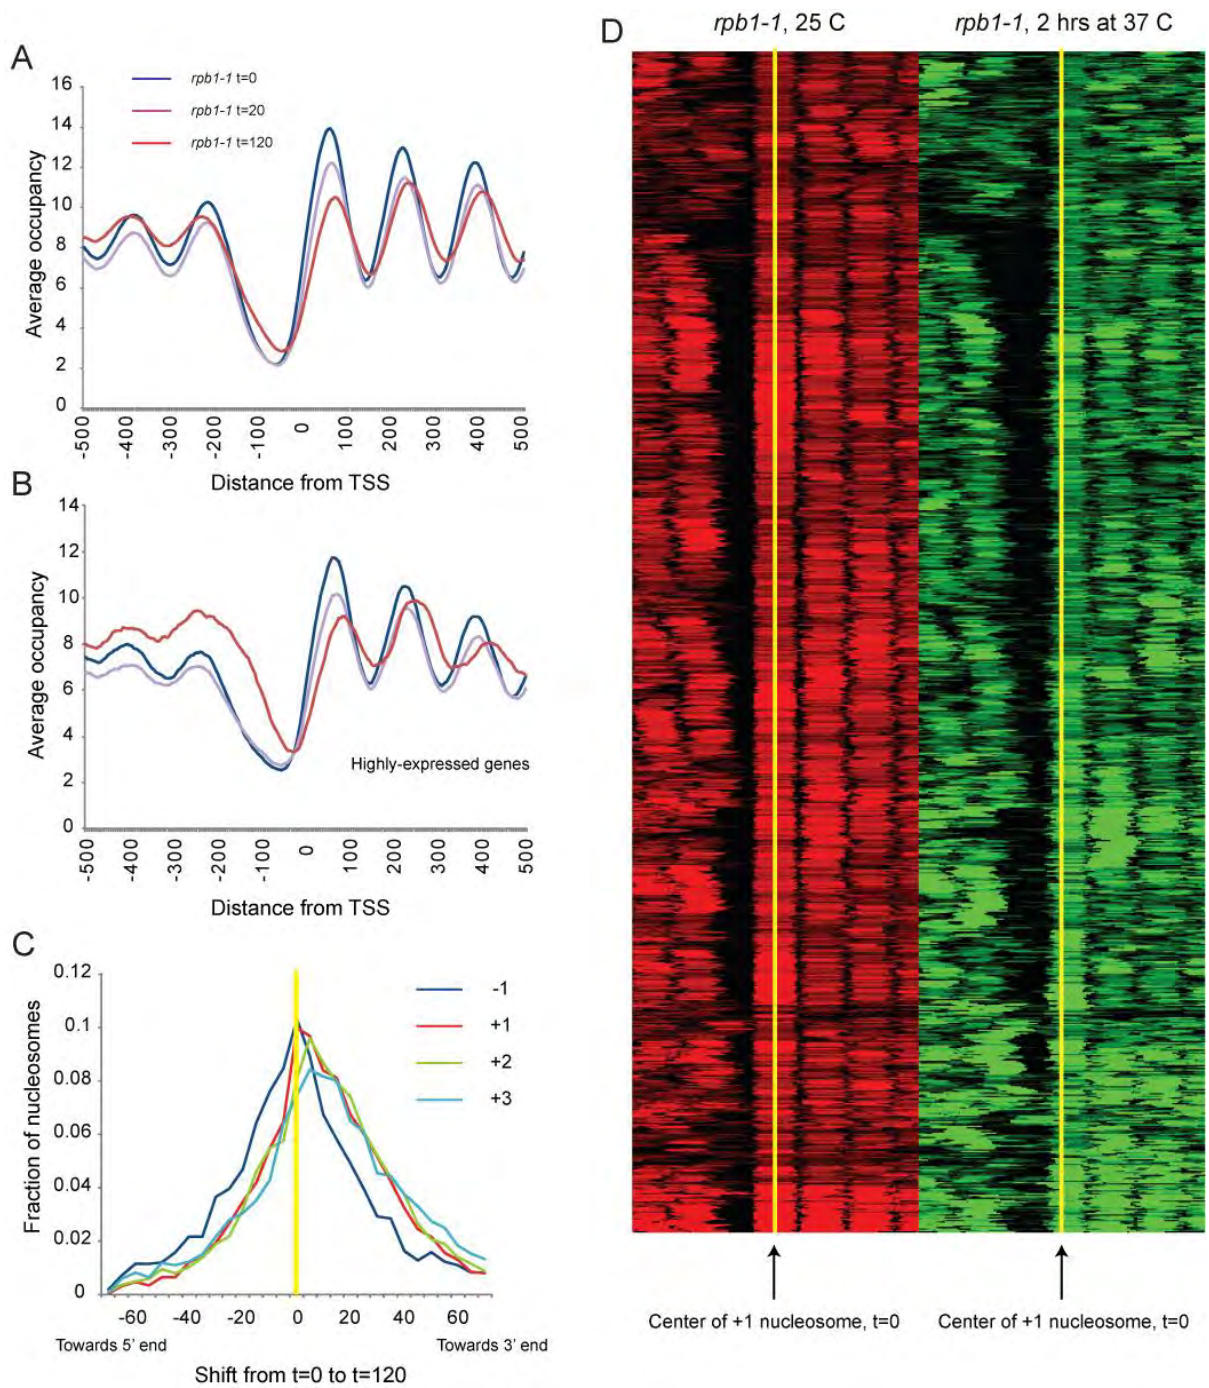 A
rpb1-1 t=0
rpb1-1 t=20
rpb1-1 t=120
16
14
12
10
8
6
4
2
0
Average occupancy
-500
-400
-300
-200
-100
0
100
200
300
400
500
Distance from TSS
B
14
12
10
8
6
4
2
0
Average occupancy
Highly-expressed genes
-500
-400
-300
-200
-100
0
100
200
300
400
500
Distance from TSS
C
0.12
0.1
0.08
0.06
0.04
0.02
0
Fraction of nucleosomes
-1
+1
+2
+3
-60 -40 -20 0 20 40 60
Towards 5' end Towards 3' end
Shift from t=0 to t=120
D
rpb1-1, 25 C
rpb1-1, 2 hrs at 37 C
Center of +1 nucleosome, t=0
Center of +1 nucleosome, t=0